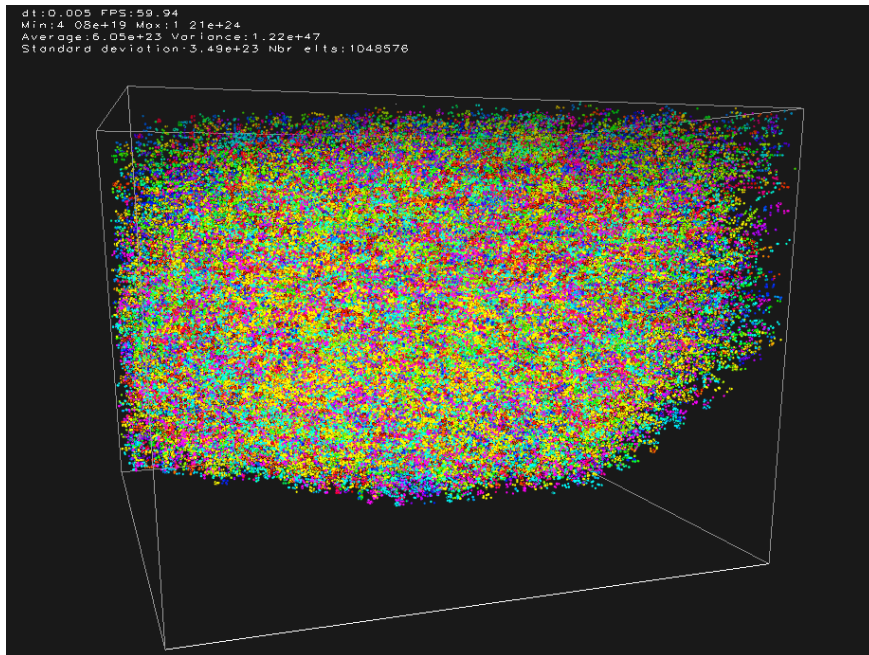 dt:0.005 FPS:59.94
Min:4 08e+19 Max:1 21e+24
Average:6.05e+23 Variance:1.22e+47
Standard deviation·3.49e+23 Nbr elts:1048576